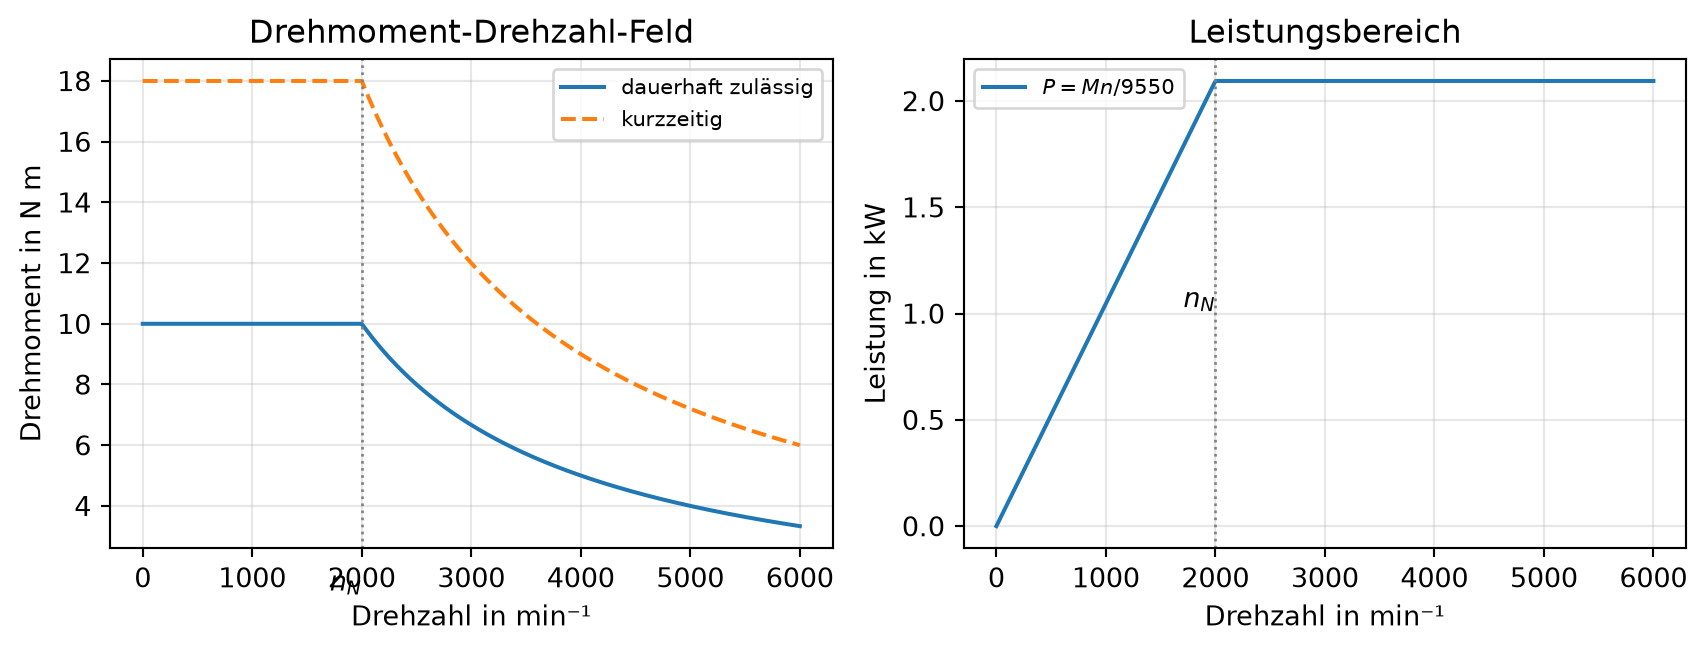 Drehmoment-Drehzahl-Feld
Drehmoment in N m
18
16
14
12
10
8
6
4
dauerhaft zulässig
kurzzeitig
0 1000 2000 3000 4000 5000 6000
n_N
Drehzahl in min⁻¹
Leistungsbereich
Leistung in kW
2.0
1.5
1.0
0.5
0.0
P = Mn/9550
n_N
0 1000 2000 3000 4000 5000 6000
Drehzahl in min⁻¹